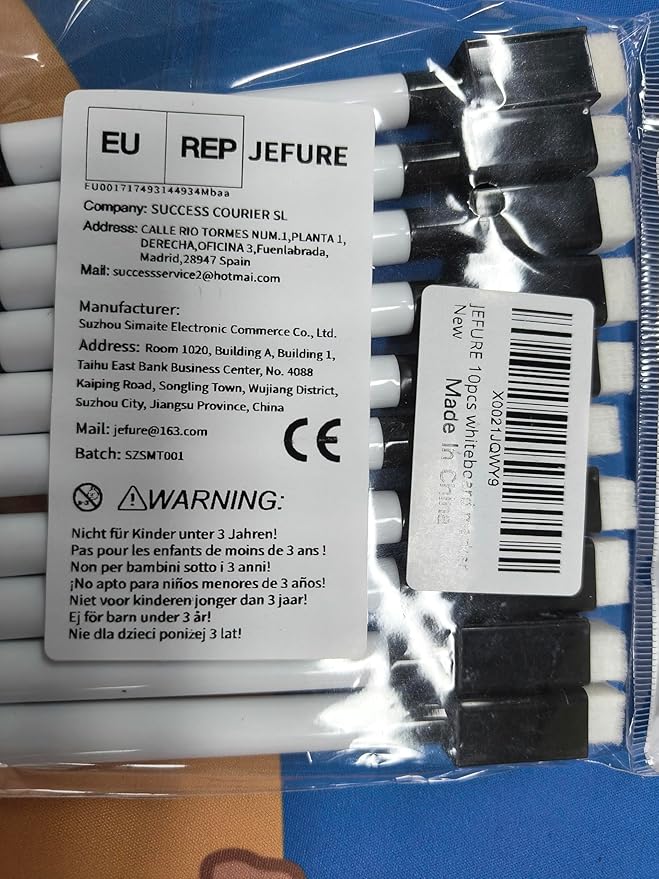 EU REP JEFURE
EU001717493144934Mbaa
Company: SUCCESS COURIER SL
Address: CALLE RIO TORMES NUM.1,PLANTA 1,
DERECHA,OFICINA 3,Fuenlabrada,
Madrid,28947 Spain
Mail: successservice2@hotmai.com
Manufacturer:
Suzhou Simaite Electronic Commerce Co., Ltd.
Address: Room 1020, Building A, Building 1,
Taihu East Bank Business Center, No. 4088
Kaiping Road, Songling Town, Wujiang District,
Suzhou City, Jiangsu Province, China
Mail: jefure@163.com
Batch: SZSMT001
CE
WARNING:
Nicht für Kinder unter 3 Jahren!
Pas pour les enfants de moins de 3 ans !
Non per bambini sotto i 3 anni!
¡No apto para niños menores de 3 años!
Niet voor kinderen jonger dan 3 jaar!
Ej för barn under 3 år!
Nie dla dzieci poniżej 3 lat!
X0021JQWY9
JEFURE 10pcs whiteboard marker
New
Made In China